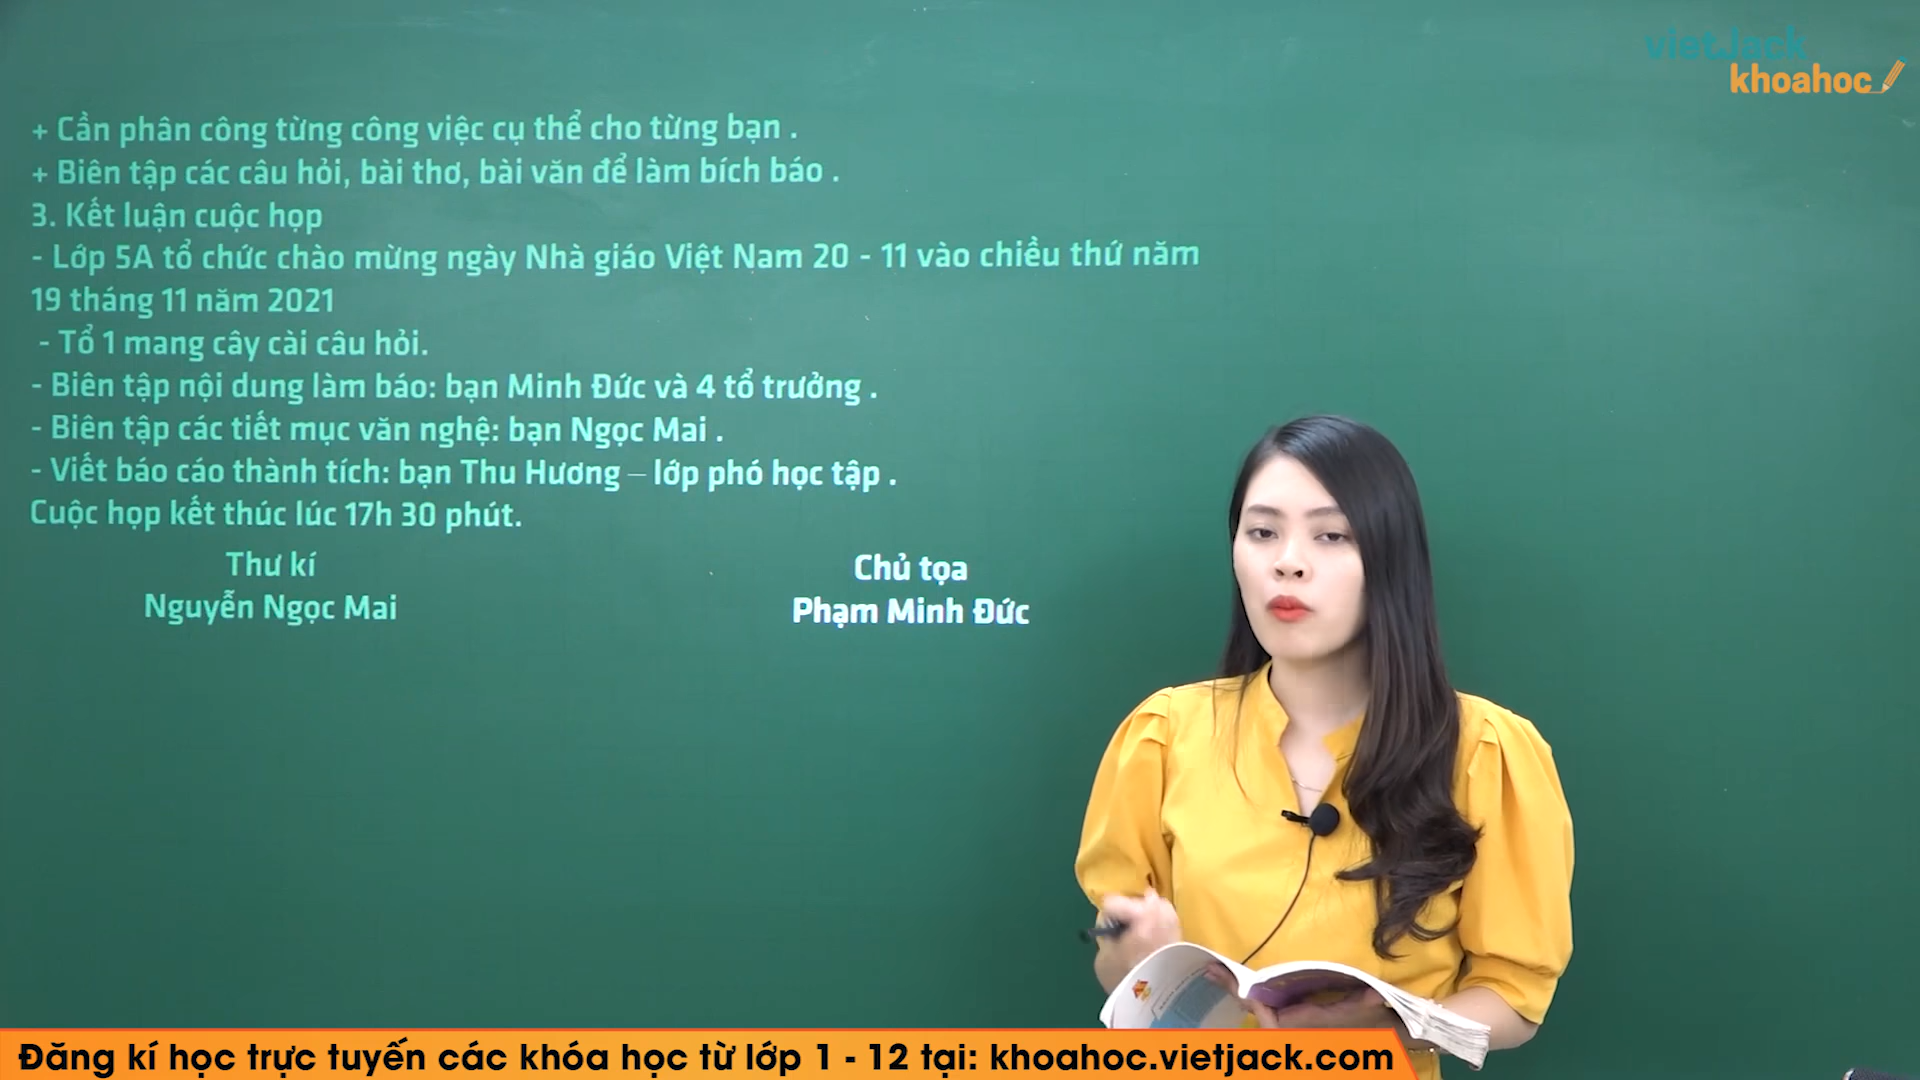 vietJack
khoahoc
+ Cần phân công từng công việc cụ thể cho từng bạn .
+ Biên tập các câu hỏi, bài thơ, bài văn để làm bích báo .
3. Kết luận cuộc họp
- Lớp 5A tổ chức chào mừng ngày Nhà giáo Việt Nam 20 - 11 vào chiều thứ năm
19 tháng 11 năm 2021
- Tổ 1 mang cây cài câu hỏi.
- Biên tập nội dung làm báo: bạn Minh Đức và 4 tổ trưởng .
- Biên tập các tiết mục văn nghệ: bạn Ngọc Mai .
- Viết báo cáo thành tích: bạn Thu Hương – lớp phó học tập .
Cuộc họp kết thúc lúc 17h 30 phút.
Thư kí
Chủ tọa
Nguyễn Ngọc Mai
Phạm Minh Đức
Đăng kí học trực tuyến các khóa học từ lớp 1 - 12 tại: khoahoc.vietjack.com